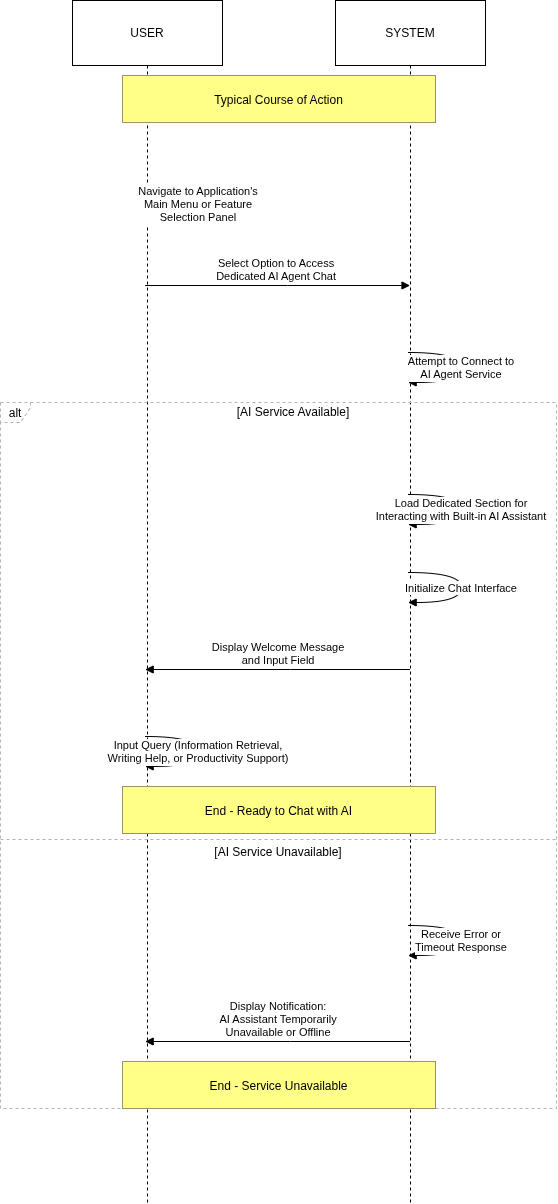 USER
SYSTEM
Typical Course of Action
Navigate to Application's
Main Menu or Feature
Selection Panel
Select Option to Access
Dedicated AI Agent Chat
Attempt to Connect to
AI Agent Service
alt
[AI Service Available]
Load Dedicated Section for
Interacting with Built-in AI Assistant
Initialize Chat Interface
Display Welcome Message
and Input Field
Input Query (Information Retrieval,
Writing Help, or Productivity Support)
End - Ready to Chat with AI
[AI Service Unavailable]
Receive Error or
Timeout Response
Display Notification:
AI Assistant Temporarily
Unavailable or Offline
End - Service Unavailable